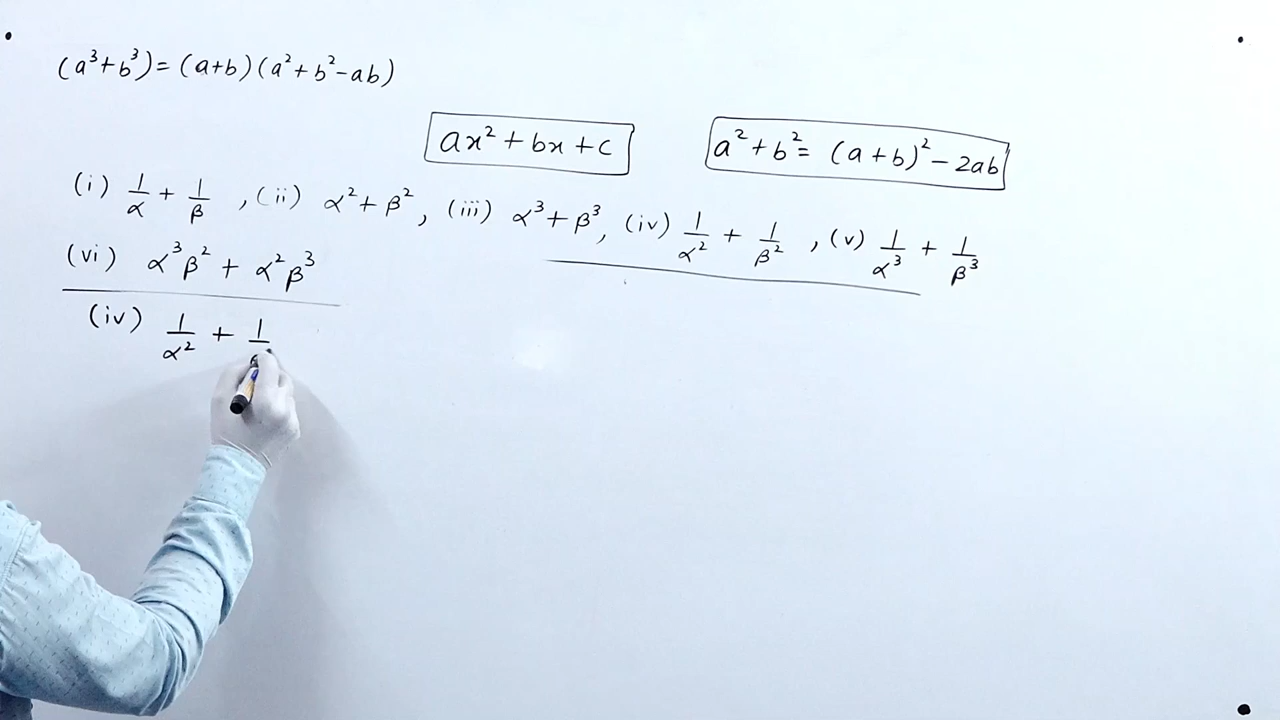 (a³+b³)=(a+b)(a²+b²-ab)
ax²+bx+c
a²+b²= (a+b)²-2ab
(i) 1/α + 1/β , (ii) α²+β², (iii) α³+β³, (iv) 1/α² + 1/β² , (v) 1/α³ + 1/β³
(vi) α³β² + α²β³
(iv) 1/α² + 1/